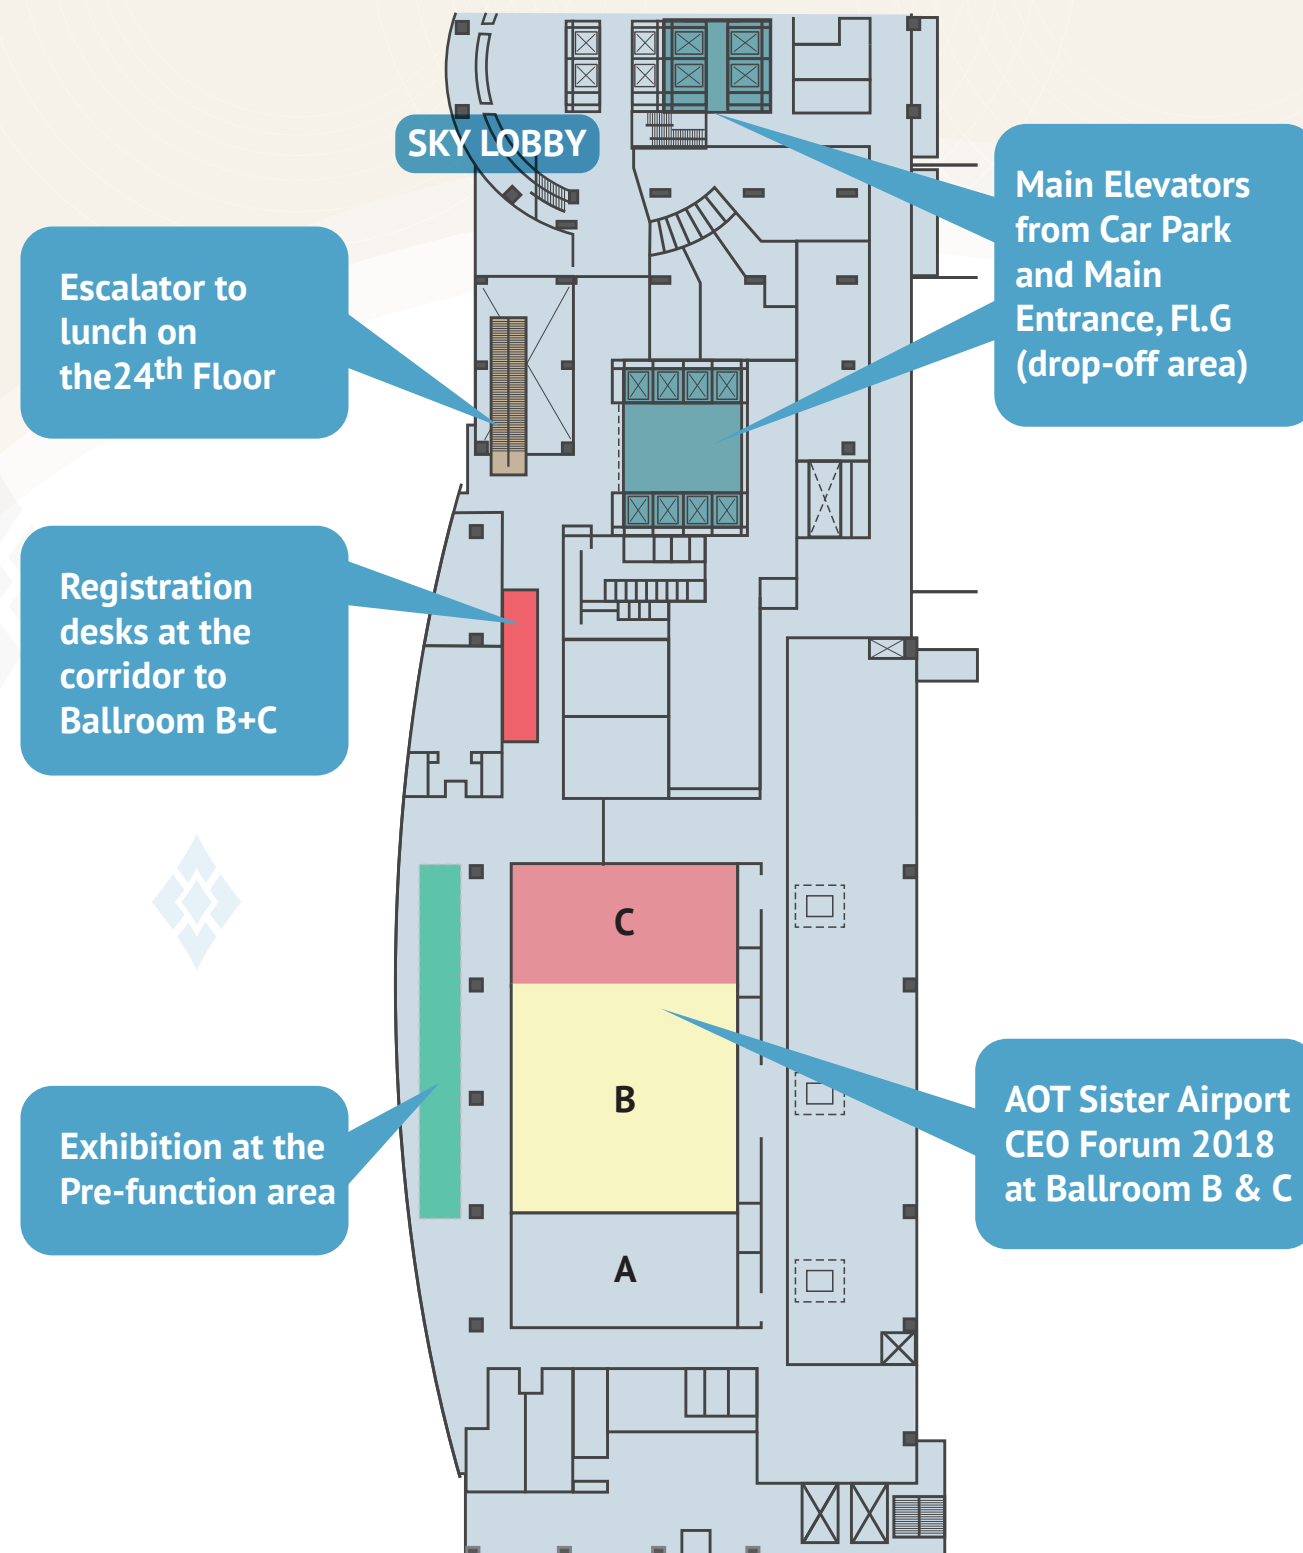 SKY LOBBY
Main Elevators
from Car Park
and Main
Entrance, Fl.G
(drop-off area)
Escalator to
lunch on
the24th Floor
Registration
desks at the
corridor to
Ballroom B+C
C
B
A
Exhibition at the
Pre-function area
AOT Sister Airport
CEO Forum 2018
at Ballroom B & C